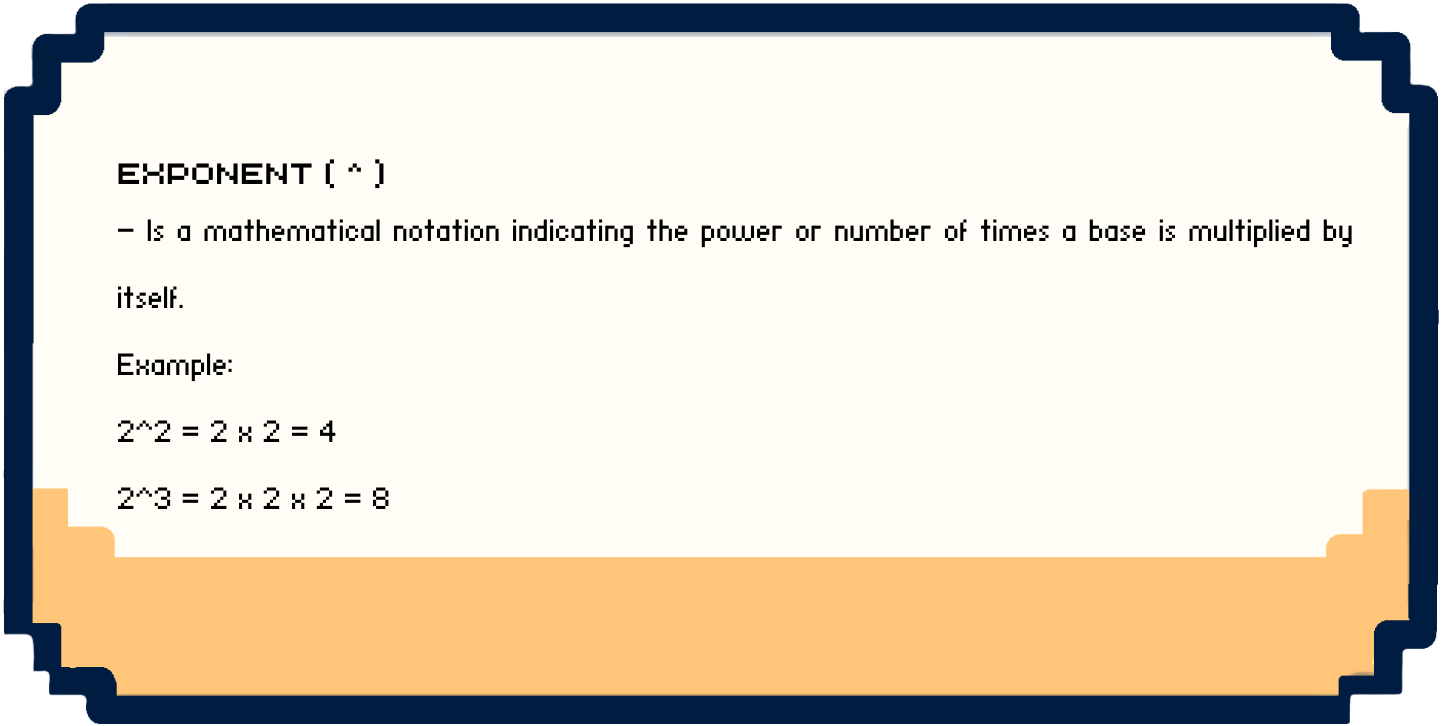 EXPONENT ( ^ )
– Is a mathematical notation indicating the power or number of times a base is multiplied by
itself.
Example:
2^2 = 2 x 2 = 4
2^3 = 2 x 2 x 2 = 8